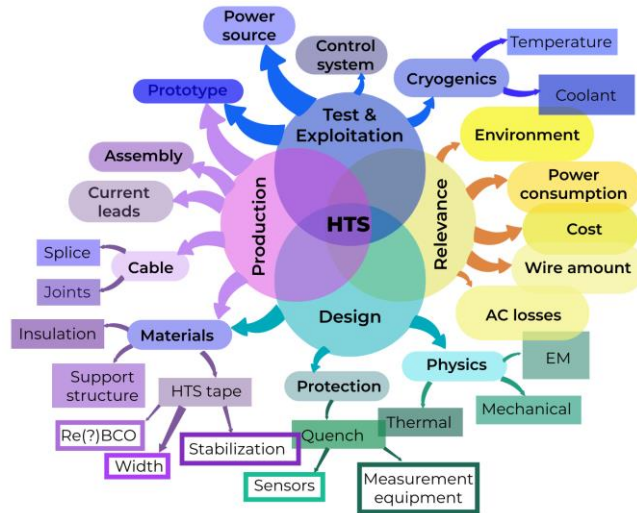 Power
source
Control
system
Temperature
Cryogenics
Coolant
Prototype
Test &
Exploitation
Environment
Assembly
Power
consumption
Current
leads
Production
HTS
Relevance
Cost
Splice
Cable
Wire amount
Joints
Design
AC losses
Insulation
Materials
Physics
EM
Support
structure
HTS tape
Protection
Thermal
Mechanical
Re(?)BCO
Stabilization
Quench
Width
Sensors
Measurement
equipment